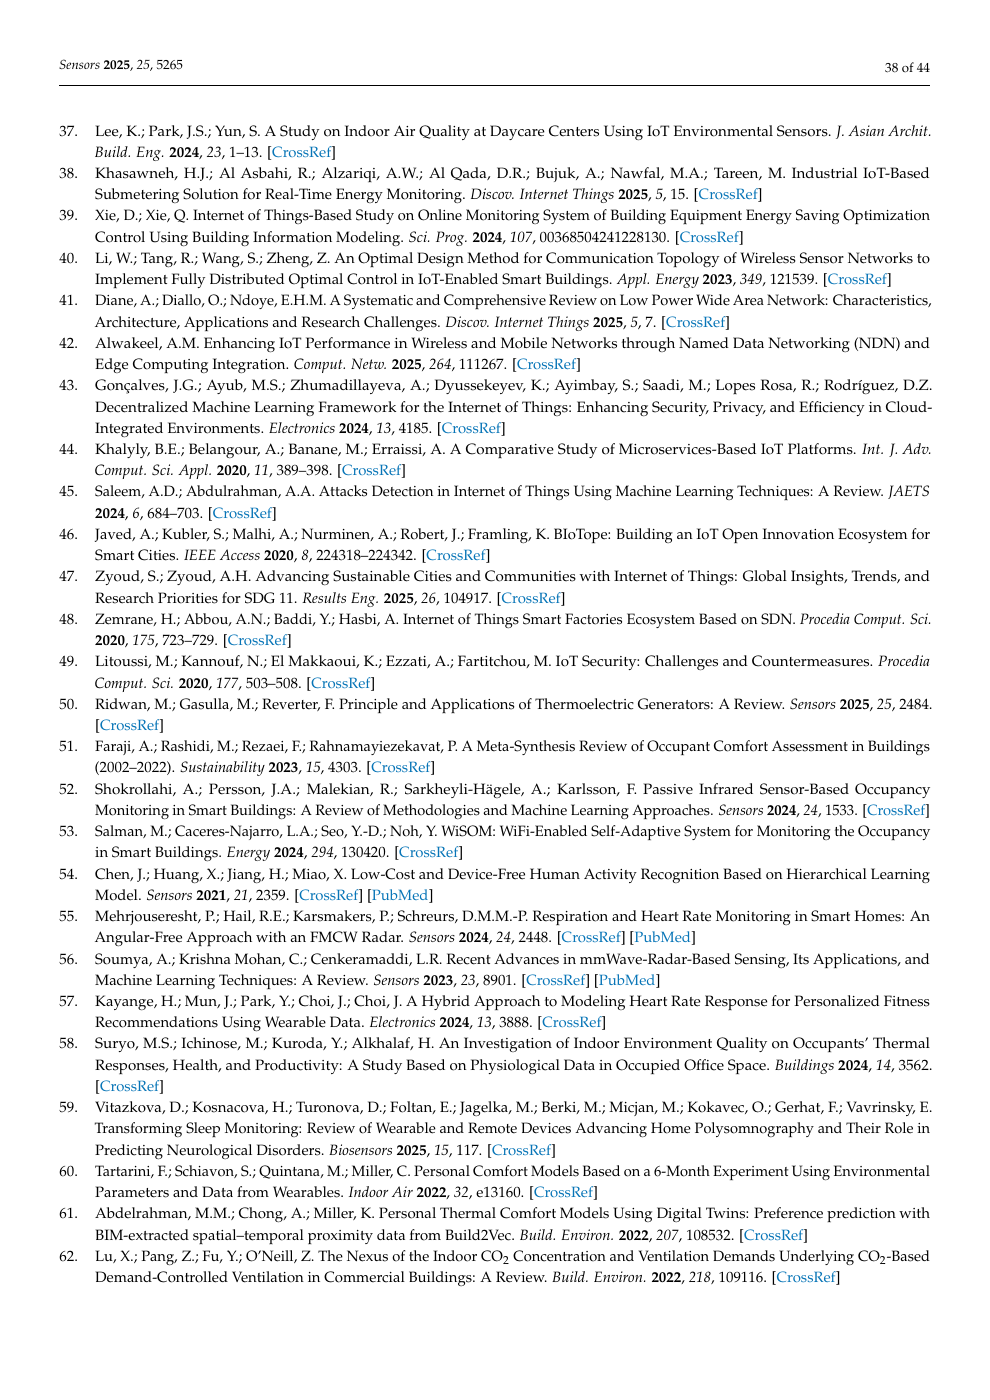 Sensors 2025, 25, 5265
38 of 44
37. Lee, K.; Park, J.S.; Yun, S. A Study on Indoor Air Quality at Daycare Centers Using IoT Environmental Sensors. J. Asian Archit.
Build. Eng. 2024, 23, 1–13. [CrossRef]
38. Khasawneh, H.J.; Al Asbahi, R.; Alzariqi, A.W.; Al Qada, D.R.; Bujuk, A.; Nawfal, M.A.; Tareen, M. Industrial IoT-Based
Submetering Solution for Real-Time Energy Monitoring. Discov. Internet Things 2025, 5, 15. [CrossRef]
39. Xie, D.; Xie, Q. Internet of Things-Based Study on Online Monitoring System of Building Equipment Energy Saving Optimization
Control Using Building Information Modeling. Sci. Prog. 2024, 107, 00368504241228130. [CrossRef]
40. Li, W.; Tang, R.; Wang, S.; Zheng, Z. An Optimal Design Method for Communication Topology of Wireless Sensor Networks to
Implement Fully Distributed Optimal Control in IoT-Enabled Smart Buildings. Appl. Energy 2023, 349, 121539. [CrossRef]
41. Diane, A.; Diallo, O.; Ndoye, E.H.M. A Systematic and Comprehensive Review on Low Power Wide Area Network: Characteristics,
Architecture, Applications and Research Challenges. Discov. Internet Things 2025, 5, 7. [CrossRef]
42. Alwakeel, A.M. Enhancing IoT Performance in Wireless and Mobile Networks through Named Data Networking (NDN) and
Edge Computing Integration. Comput. Netw. 2025, 264, 111267. [CrossRef]
43. Gonçalves, J.G.; Ayub, M.S.; Zhumadillayeva, A.; Dyussekeyev, K.; Ayimbay, S.; Saadi, M.; Lopes Rosa, R.; Rodríguez, D.Z.
Decentralized Machine Learning Framework for the Internet of Things: Enhancing Security, Privacy, and Efficiency in Cloud-
Integrated Environments. Electronics 2024, 13, 4185. [CrossRef]
44. Khalyly, B.E.; Belangour, A.; Banane, M.; Erraissi, A. A Comparative Study of Microservices-Based IoT Platforms. Int. J. Adv.
Comput. Sci. Appl. 2020, 11, 389–398. [CrossRef]
45. Saleem, A.D.; Abdulrahman, A.A. Attacks Detection in Internet of Things Using Machine Learning Techniques: A Review. JAETS
2024, 6, 684–703. [CrossRef]
46. Javed, A.; Kubler, S.; Malhi, A.; Nurminen, A.; Robert, J.; Framling, K. BIoTope: Building an IoT Open Innovation Ecosystem for
Smart Cities. IEEE Access 2020, 8, 224318–224342. [CrossRef]
47. Zyoud, S.; Zyoud, A.H. Advancing Sustainable Cities and Communities with Internet of Things: Global Insights, Trends, and
Research Priorities for SDG 11. Results Eng. 2025, 26, 104917. [CrossRef]
48. Zemrane, H.; Abbou, A.N.; Baddi, Y.; Hasbi, A. Internet of Things Smart Factories Ecosystem Based on SDN. Procedia Comput. Sci.
2020, 175, 723–729. [CrossRef]
49. Litoussi, M.; Kannouf, N.; El Makkaoui, K.; Ezzati, A.; Fartitchou, M. IoT Security: Challenges and Countermeasures. Procedia
Comput. Sci. 2020, 177, 503–508. [CrossRef]
50. Ridwan, M.; Gasulla, M.; Reverter, F. Principle and Applications of Thermoelectric Generators: A Review. Sensors 2025, 25, 2484.
[CrossRef]
51. Faraji, A.; Rashidi, M.; Rezaei, F.; Rahnamayiezekavat, P. A Meta-Synthesis Review of Occupant Comfort Assessment in Buildings
(2002–2022). Sustainability 2023, 15, 4303. [CrossRef]
52. Shokrollahi, A.; Persson, J.A.; Malekian, R.; Sarkheyli-Hägele, A.; Karlsson, F. Passive Infrared Sensor-Based Occupancy
Monitoring in Smart Buildings: A Review of Methodologies and Machine Learning Approaches. Sensors 2024, 24, 1533. [CrossRef]
53. Salman, M.; Caceres-Najarro, L.A.; Seo, Y.-D.; Noh, Y. WiSOM: WiFi-Enabled Self-Adaptive System for Monitoring the Occupancy
in Smart Buildings. Energy 2024, 294, 130420. [CrossRef]
54. Chen, J.; Huang, X.; Jiang, H.; Miao, X. Low-Cost and Device-Free Human Activity Recognition Based on Hierarchical Learning
Model. Sensors 2021, 21, 2359. [CrossRef] [PubMed]
55. Mehrjouseresht, P.; Hail, R.E.; Karsmakers, P.; Schreurs, D.M.M.-P. Respiration and Heart Rate Monitoring in Smart Homes: An
Angular-Free Approach with an FMCW Radar. Sensors 2024, 24, 2448. [CrossRef] [PubMed]
56. Soumya, A.; Krishna Mohan, C.; Cenkeramaddi, L.R. Recent Advances in mmWave-Radar-Based Sensing, Its Applications, and
Machine Learning Techniques: A Review. Sensors 2023, 23, 8901. [CrossRef] [PubMed]
57. Kayange, H.; Mun, J.; Park, Y.; Choi, J.; Choi, J. A Hybrid Approach to Modeling Heart Rate Response for Personalized Fitness
Recommendations Using Wearable Data. Electronics 2024, 13, 3888. [CrossRef]
58. Suryo, M.S.; Ichinose, M.; Kuroda, Y.; Alkhalaf, H. An Investigation of Indoor Environment Quality on Occupants’ Thermal
Responses, Health, and Productivity: A Study Based on Physiological Data in Occupied Office Space. Buildings 2024, 14, 3562.
[CrossRef]
59. Vitazkova, D.; Kosnacova, H.; Turonova, D.; Foltan, E.; Jagelka, M.; Berki, M.; Micjan, M.; Kokavec, O.; Gerhat, F.; Vavrinsky, E.
Transforming Sleep Monitoring: Review of Wearable and Remote Devices Advancing Home Polysomnography and Their Role in
Predicting Neurological Disorders. Biosensors 2025, 15, 117. [CrossRef]
60. Tartarini, F.; Schiavon, S.; Quintana, M.; Miller, C. Personal Comfort Models Based on a 6-Month Experiment Using Environmental
Parameters and Data from Wearables. Indoor Air 2022, 32, e13160. [CrossRef]
61. Abdelrahman, M.M.; Chong, A.; Miller, K. Personal Thermal Comfort Models Using Digital Twins: Preference prediction with
BIM-extracted spatial–temporal proximity data from Build2Vec. Build. Environ. 2022, 207, 108532. [CrossRef]
62. Lu, X.; Pang, Z.; Fu, Y.; O’Neill, Z. The Nexus of the Indoor CO2 Concentration and Ventilation Demands Underlying CO2-Based
Demand-Controlled Ventilation in Commercial Buildings: A Review. Build. Environ. 2022, 218, 109116. [CrossRef]